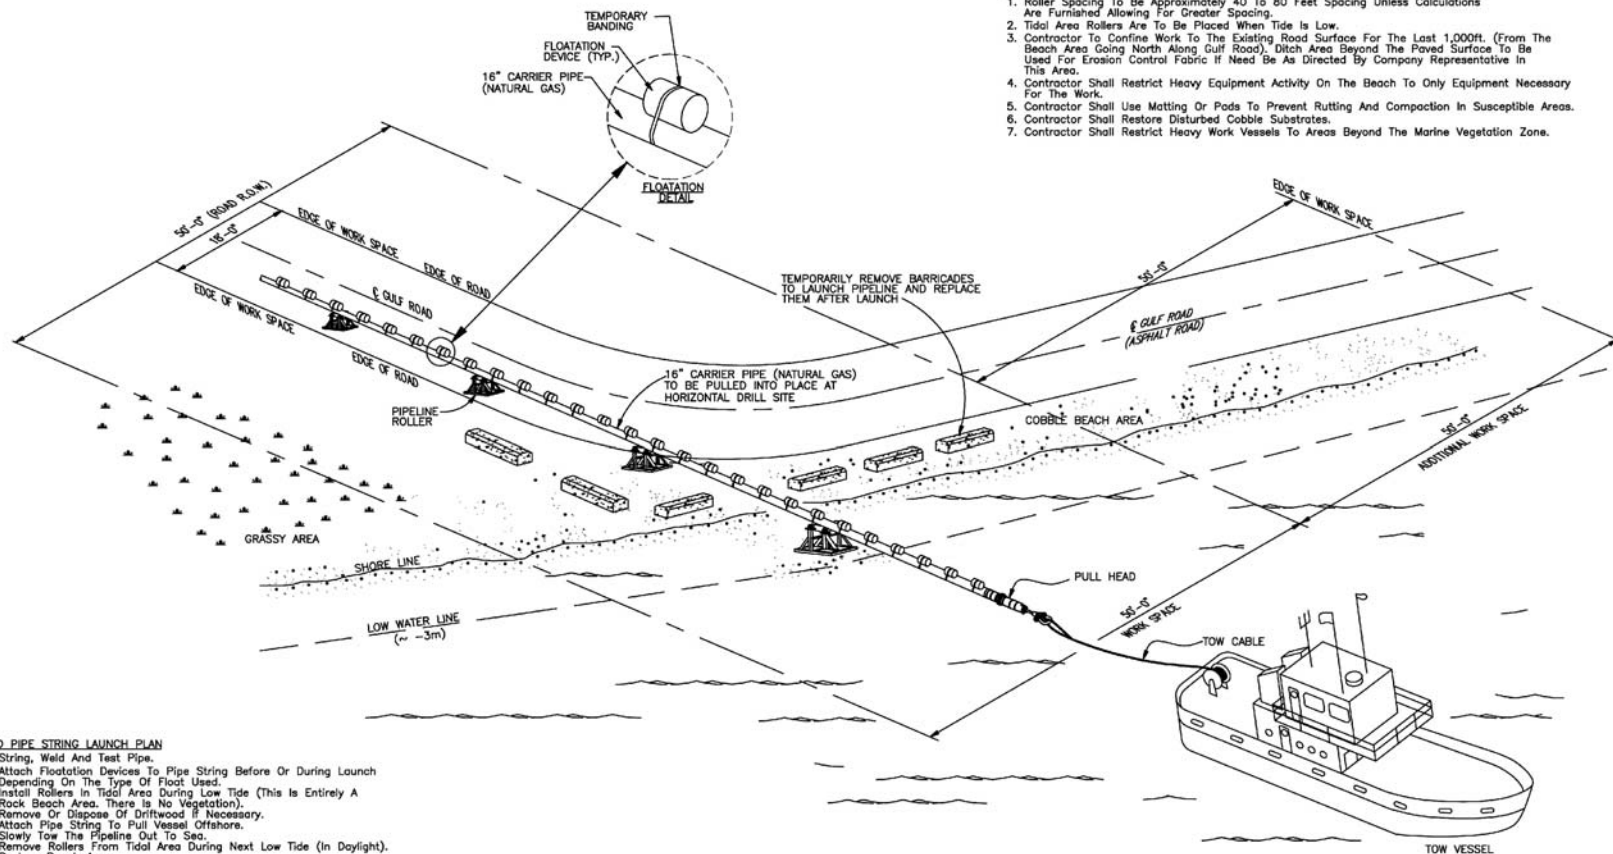 1. Roller Spacing To Be Approximately 40 To 80 Feet Spacing Unless Calculations
Are Furnished Allowing For Greater Spacing.
2. Tidal Area Rollers Are To Be Placed When Tide Is Low.
3. Contractor To Confine Work To The Existing Road Surface For The Last 1,000ft. (From The
Beach Area Going North Along Gulf Road). Ditch Area Beyond The Paved Surface To Be
Used For Erosion Control Fabric If Need Be As Directed By Company Representative In
This Area.
4. Contractor Shall Restrict Heavy Equipment Activity On The Beach To Only Equipment Necessary
For The Work.
5. Contractor Shall Use Matting Or Pads To Prevent Rutting And Compaction In Susceptible Areas.
6. Contractor Shall Restore Disturbed Cobble Substrates.
7. Contractor Shall Restrict Heavy Work Vessels To Areas Beyond The Marine Vegetation Zone.
TEMPORARY
BANDING
FLOATATION
DEVICE (TYP.)
16" CARRIER PIPE
(NATURAL GAS)
FLOATATION
DETAIL
50'-0" (ROAD R.O.W.)
18'-0"
EDGE OF WORK SPACE
EDGE OF ROAD
℄ GULF ROAD
EDGE OF WORK SPACE
EDGE OF ROAD
EDGE OF WORK SPACE
50'-0"
TEMPORARILY REMOVE BARRICADES
TO LAUNCH PIPELINE AND REPLACE
THEM AFTER LAUNCH
℄ GULF ROAD
(ASPHALT ROAD)
16" CARRIER PIPE (NATURAL GAS)
TO BE PULLED INTO PLACE AT
HORIZONTAL DRILL SITE
PIPELINE
ROLLER
COBBLE BEACH AREA
50'-0"
ADDITIONAL WORK SPACE
GRASSY AREA
SHORE LINE
LOW WATER LINE
(~ -3m)
PULL HEAD
50'-0"
WORK SPACE
TOW CABLE
TOW VESSEL
PIPE STRING LAUNCH PLAN
String, Weld And Test Pipe.
Attach Floatation Devices To Pipe String Before Or During Launch
Depending On The Type Of Float Used.
Install Rollers In Tidal Area During Low Tide (This Is Entirely A
Rock Beach Area. There Is No Vegetation).
Remove Or Dispose Of Driftwood If Necessary.
Attach Pipe String To Pull Vessel Offshore.
Slowly Tow The Pipeline Out To Sea.
Remove Rollers From Tidal Area During Next Low Tide (In Daylight).